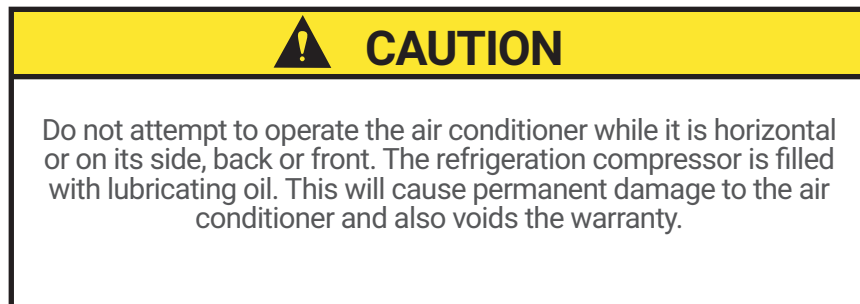 CAUTION
Do not attempt to operate the air conditioner while it is horizontal
or on its side, back or front. The refrigeration compressor is filled
with lubricating oil. This will cause permanent damage to the air
conditioner and also voids the warranty.